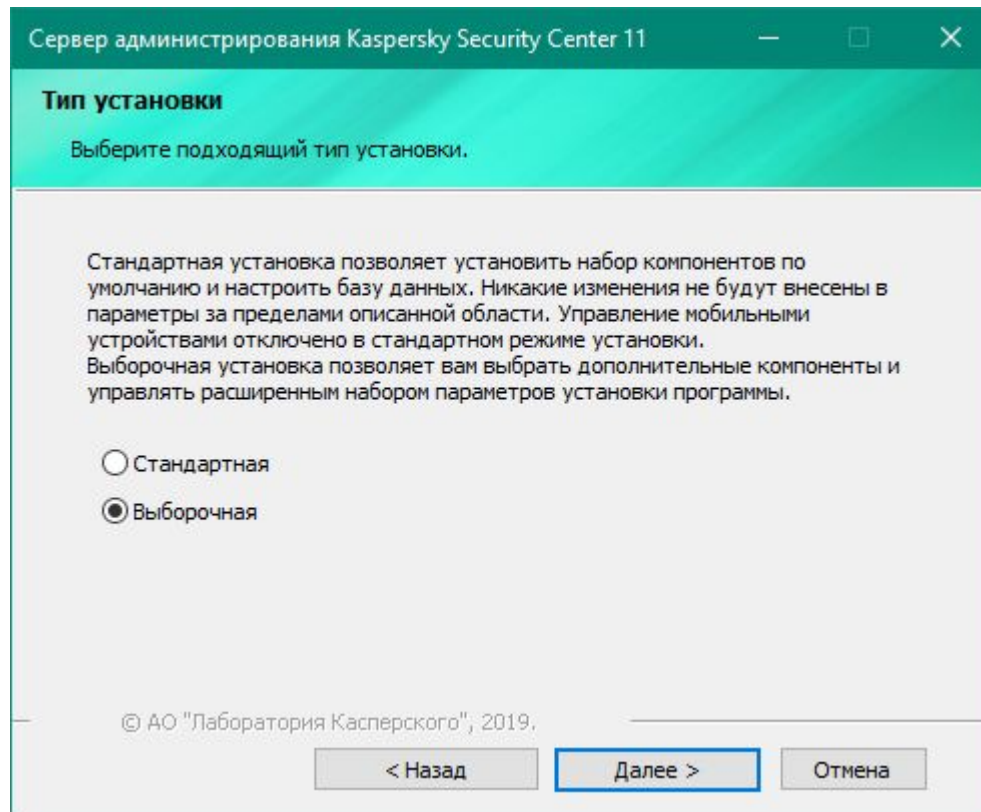 Сервер администрирования Kaspersky Security Center 11
Тип установки
Выберите подходящий тип установки.
Стандартная установка позволяет установить набор компонентов по
умолчанию и настроить базу данных. Никакие изменения не будут внесены в
параметры за пределами описанной области. Управление мобильными
устройствами отключено в стандартном режиме установки.
Выборочная установка позволяет вам выбрать дополнительные компоненты и
управлять расширенным набором параметров установки программы.
Стандартная
Выборочная
© АО "Лаборатория Касперского", 2019.
< Назад
Далее >
Отмена